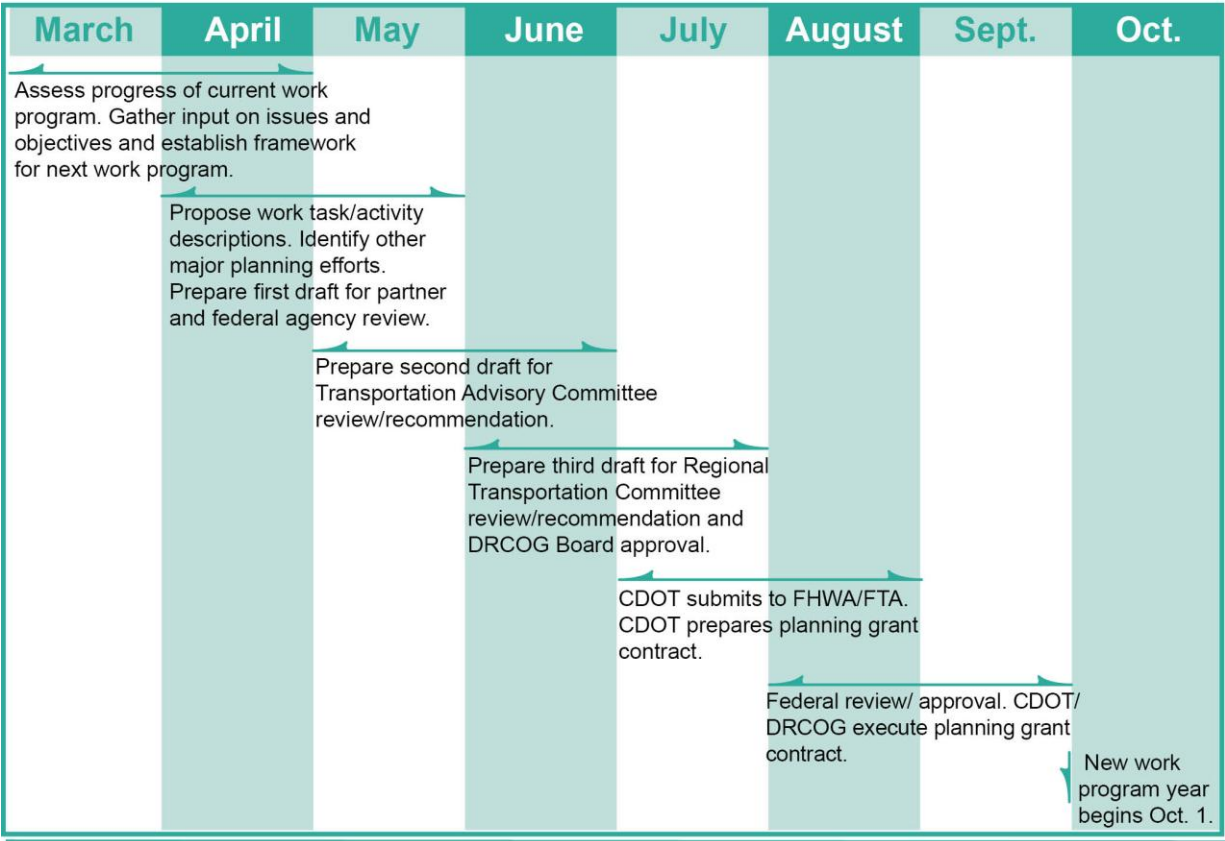 March April May June July August Sept. Oct.
Assess progress of current work
program. Gather input on issues and
objectives and establish framework
for next work program.
Propose work task/activity
descriptions. Identify other
major planning efforts.
Prepare first draft for partner
and federal agency review.
Prepare second draft for
Transportation Advisory Committee
review/recommendation.
Prepare third draft for Regional
Transportation Committee
review/recommendation and
DRCOG Board approval.
CDOT submits to FHWA/FTA.
CDOT prepares planning grant
contract.
Federal review/ approval. CDOT/
DRCOG execute planning grant
contract.
New work
program year
begins Oct. 1.